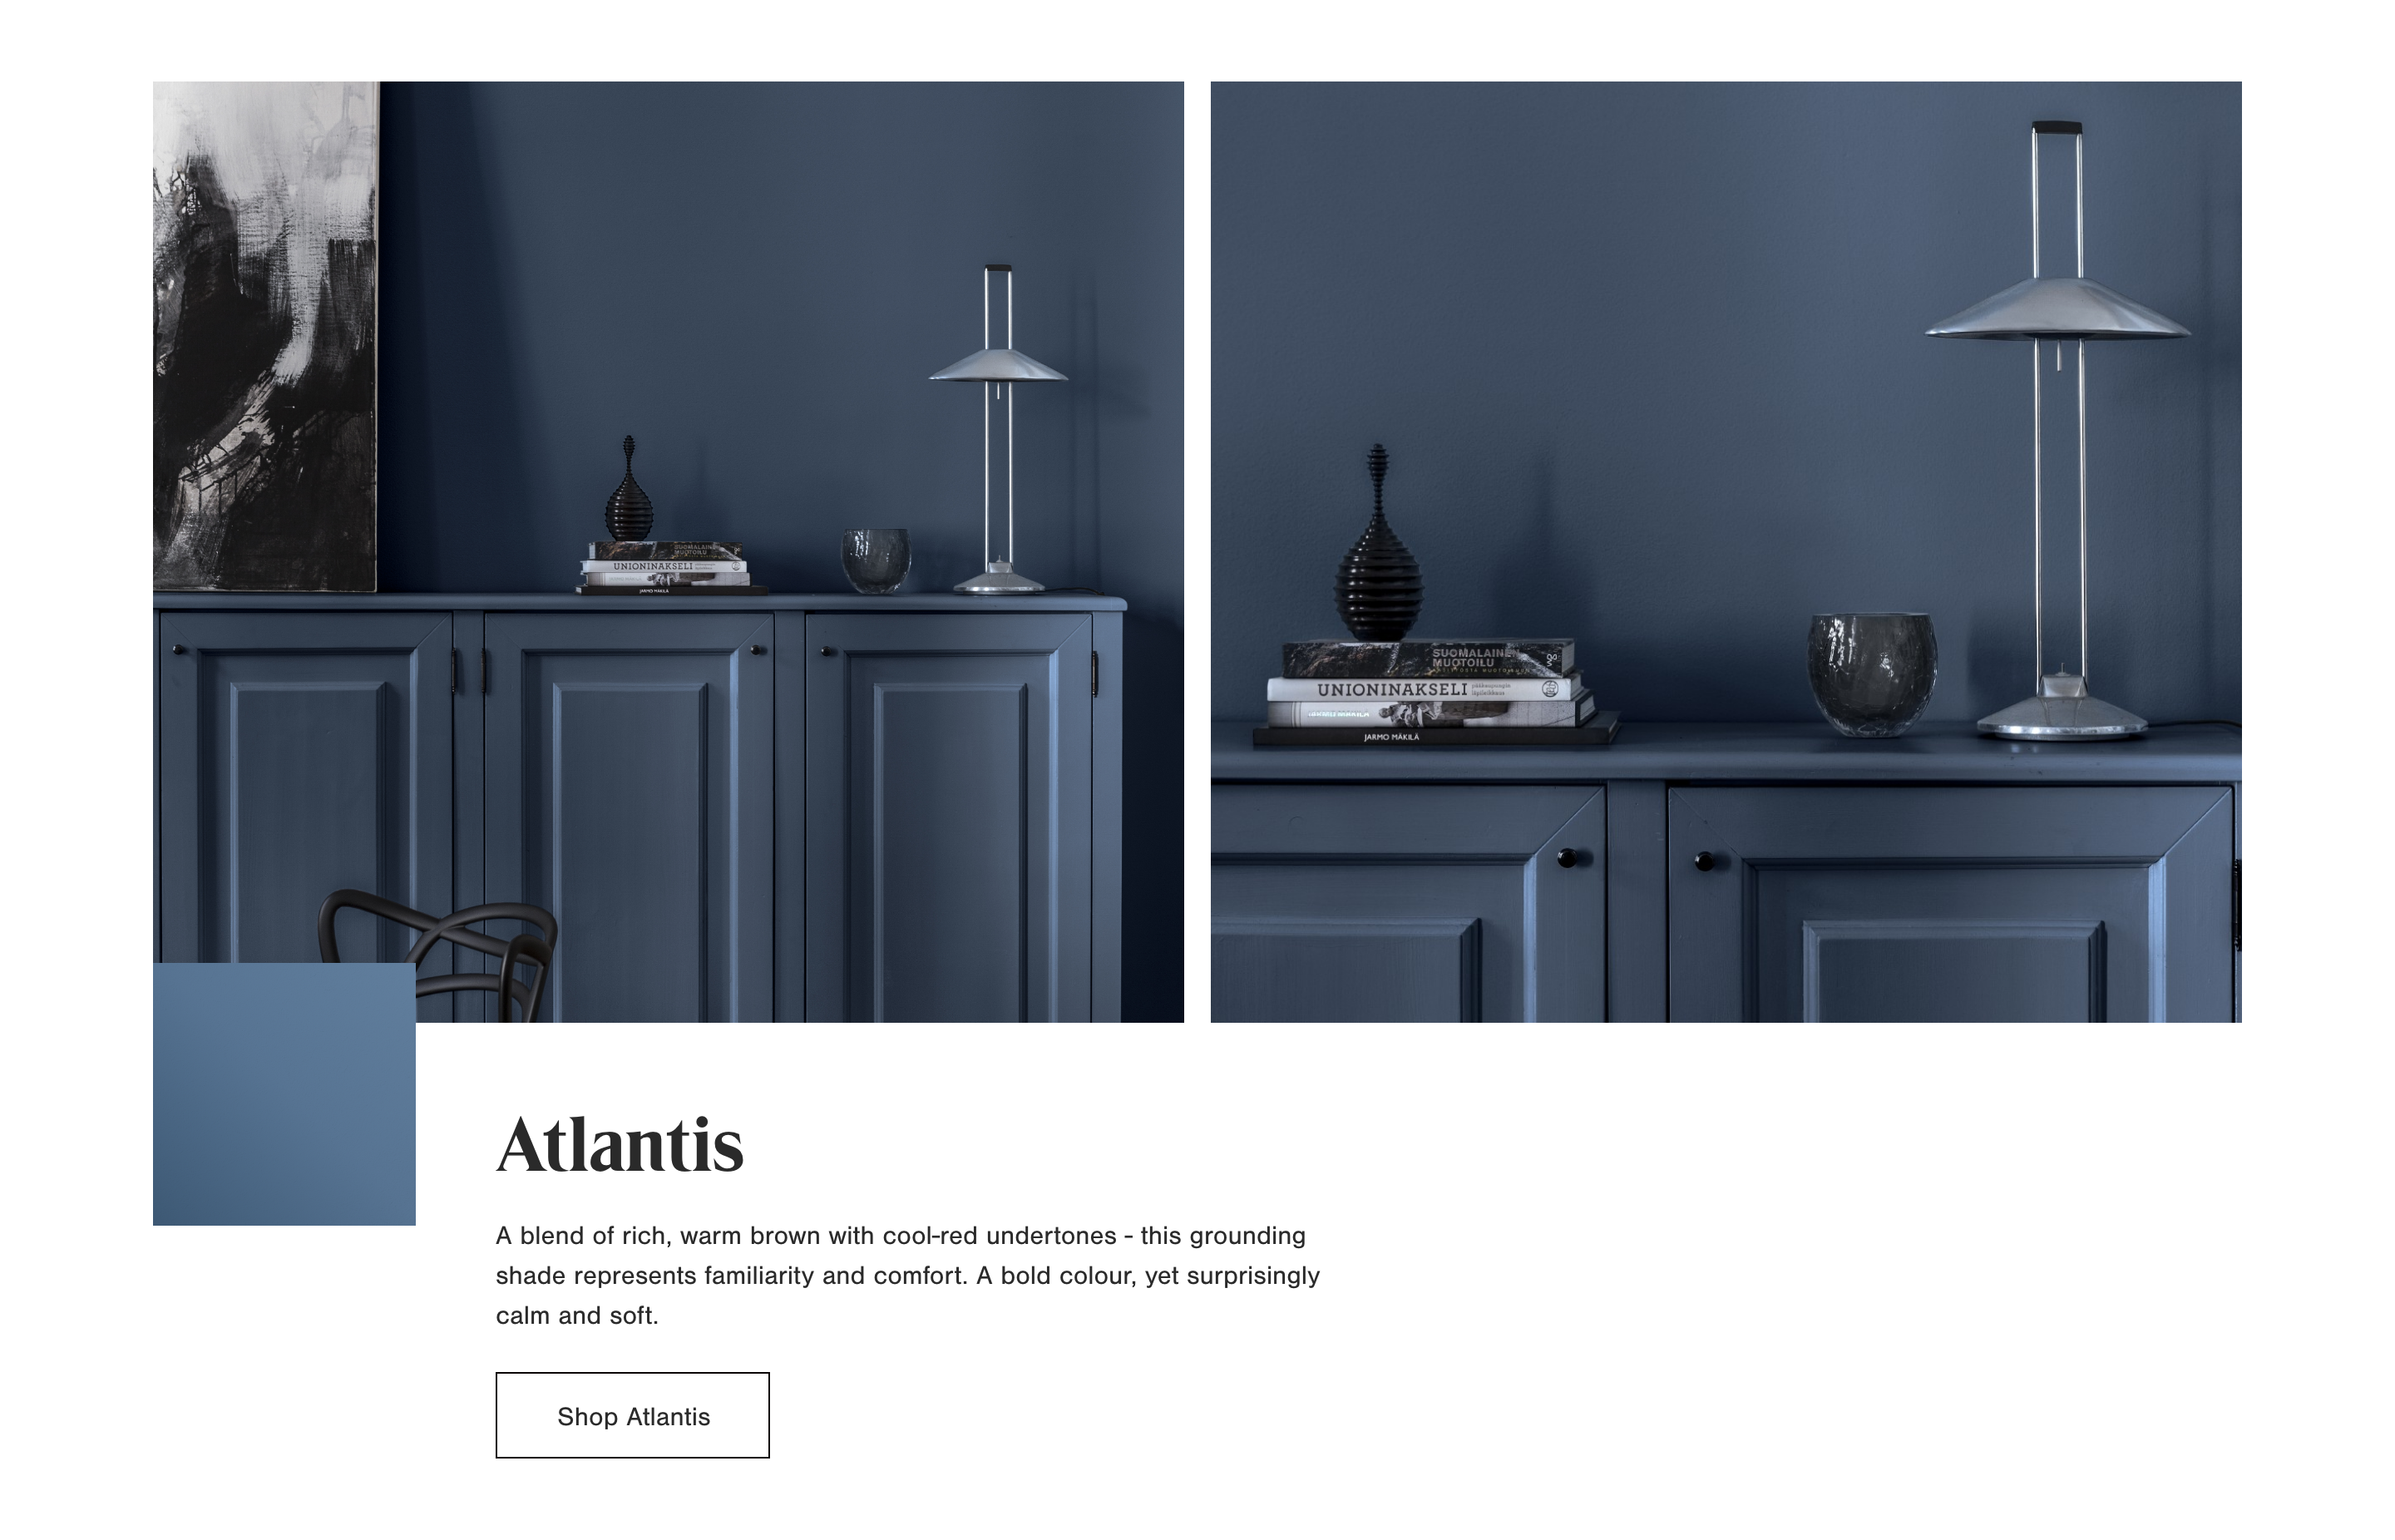 SUOMALAINEN
MUOTOILU
UNIONINAKSELI
JARMO MÄKILÄ
SUOMALAINEN
MUOTOILU
UNIONINAKSELI
JARMO MÄKILÄ
Atlantis
A blend of rich, warm brown with cool-red undertones - this grounding
shade represents familiarity and comfort. A bold colour, yet surprisingly
calm and soft.
Shop Atlantis